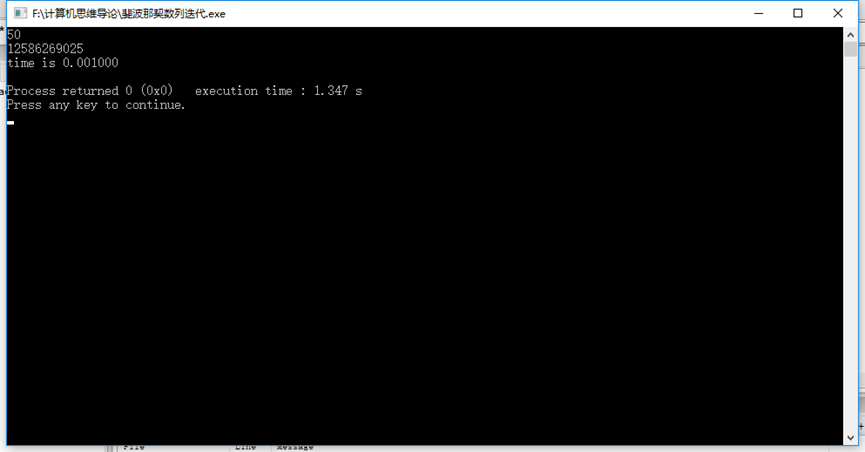 F:\计算机思维导论\斐波那契数列迭代.exe
50
12586269025
time is 0.001000
Process returned 0 (0x0)   execution time : 1.347 s
Press any key to continue.